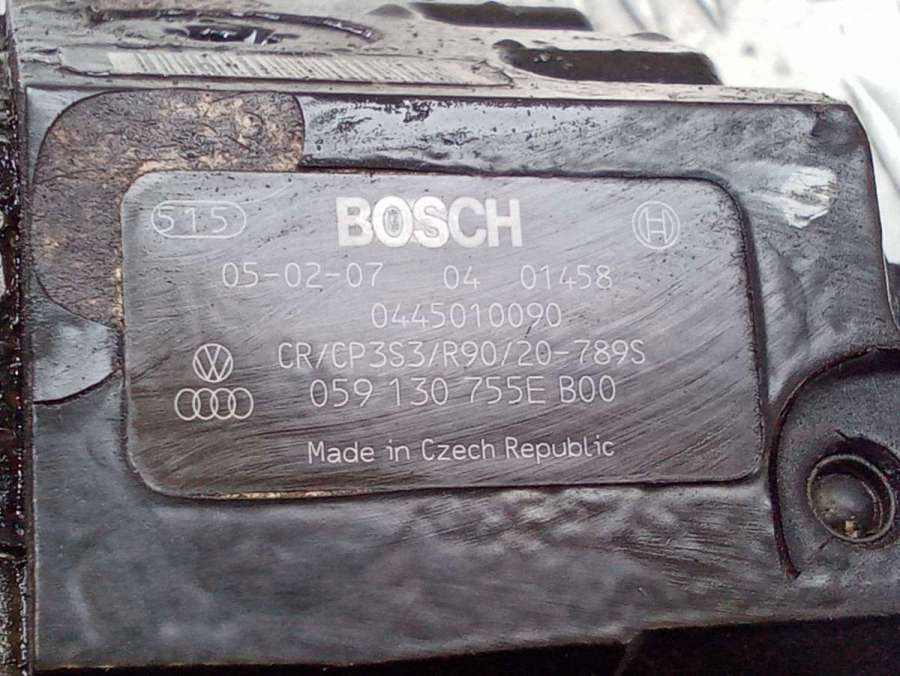 515 BOSCH
05-02-07 04 01458
0445010090
CR/CP3S3/R90/20-789S
059 130 755E B00
Made in Czech Republic